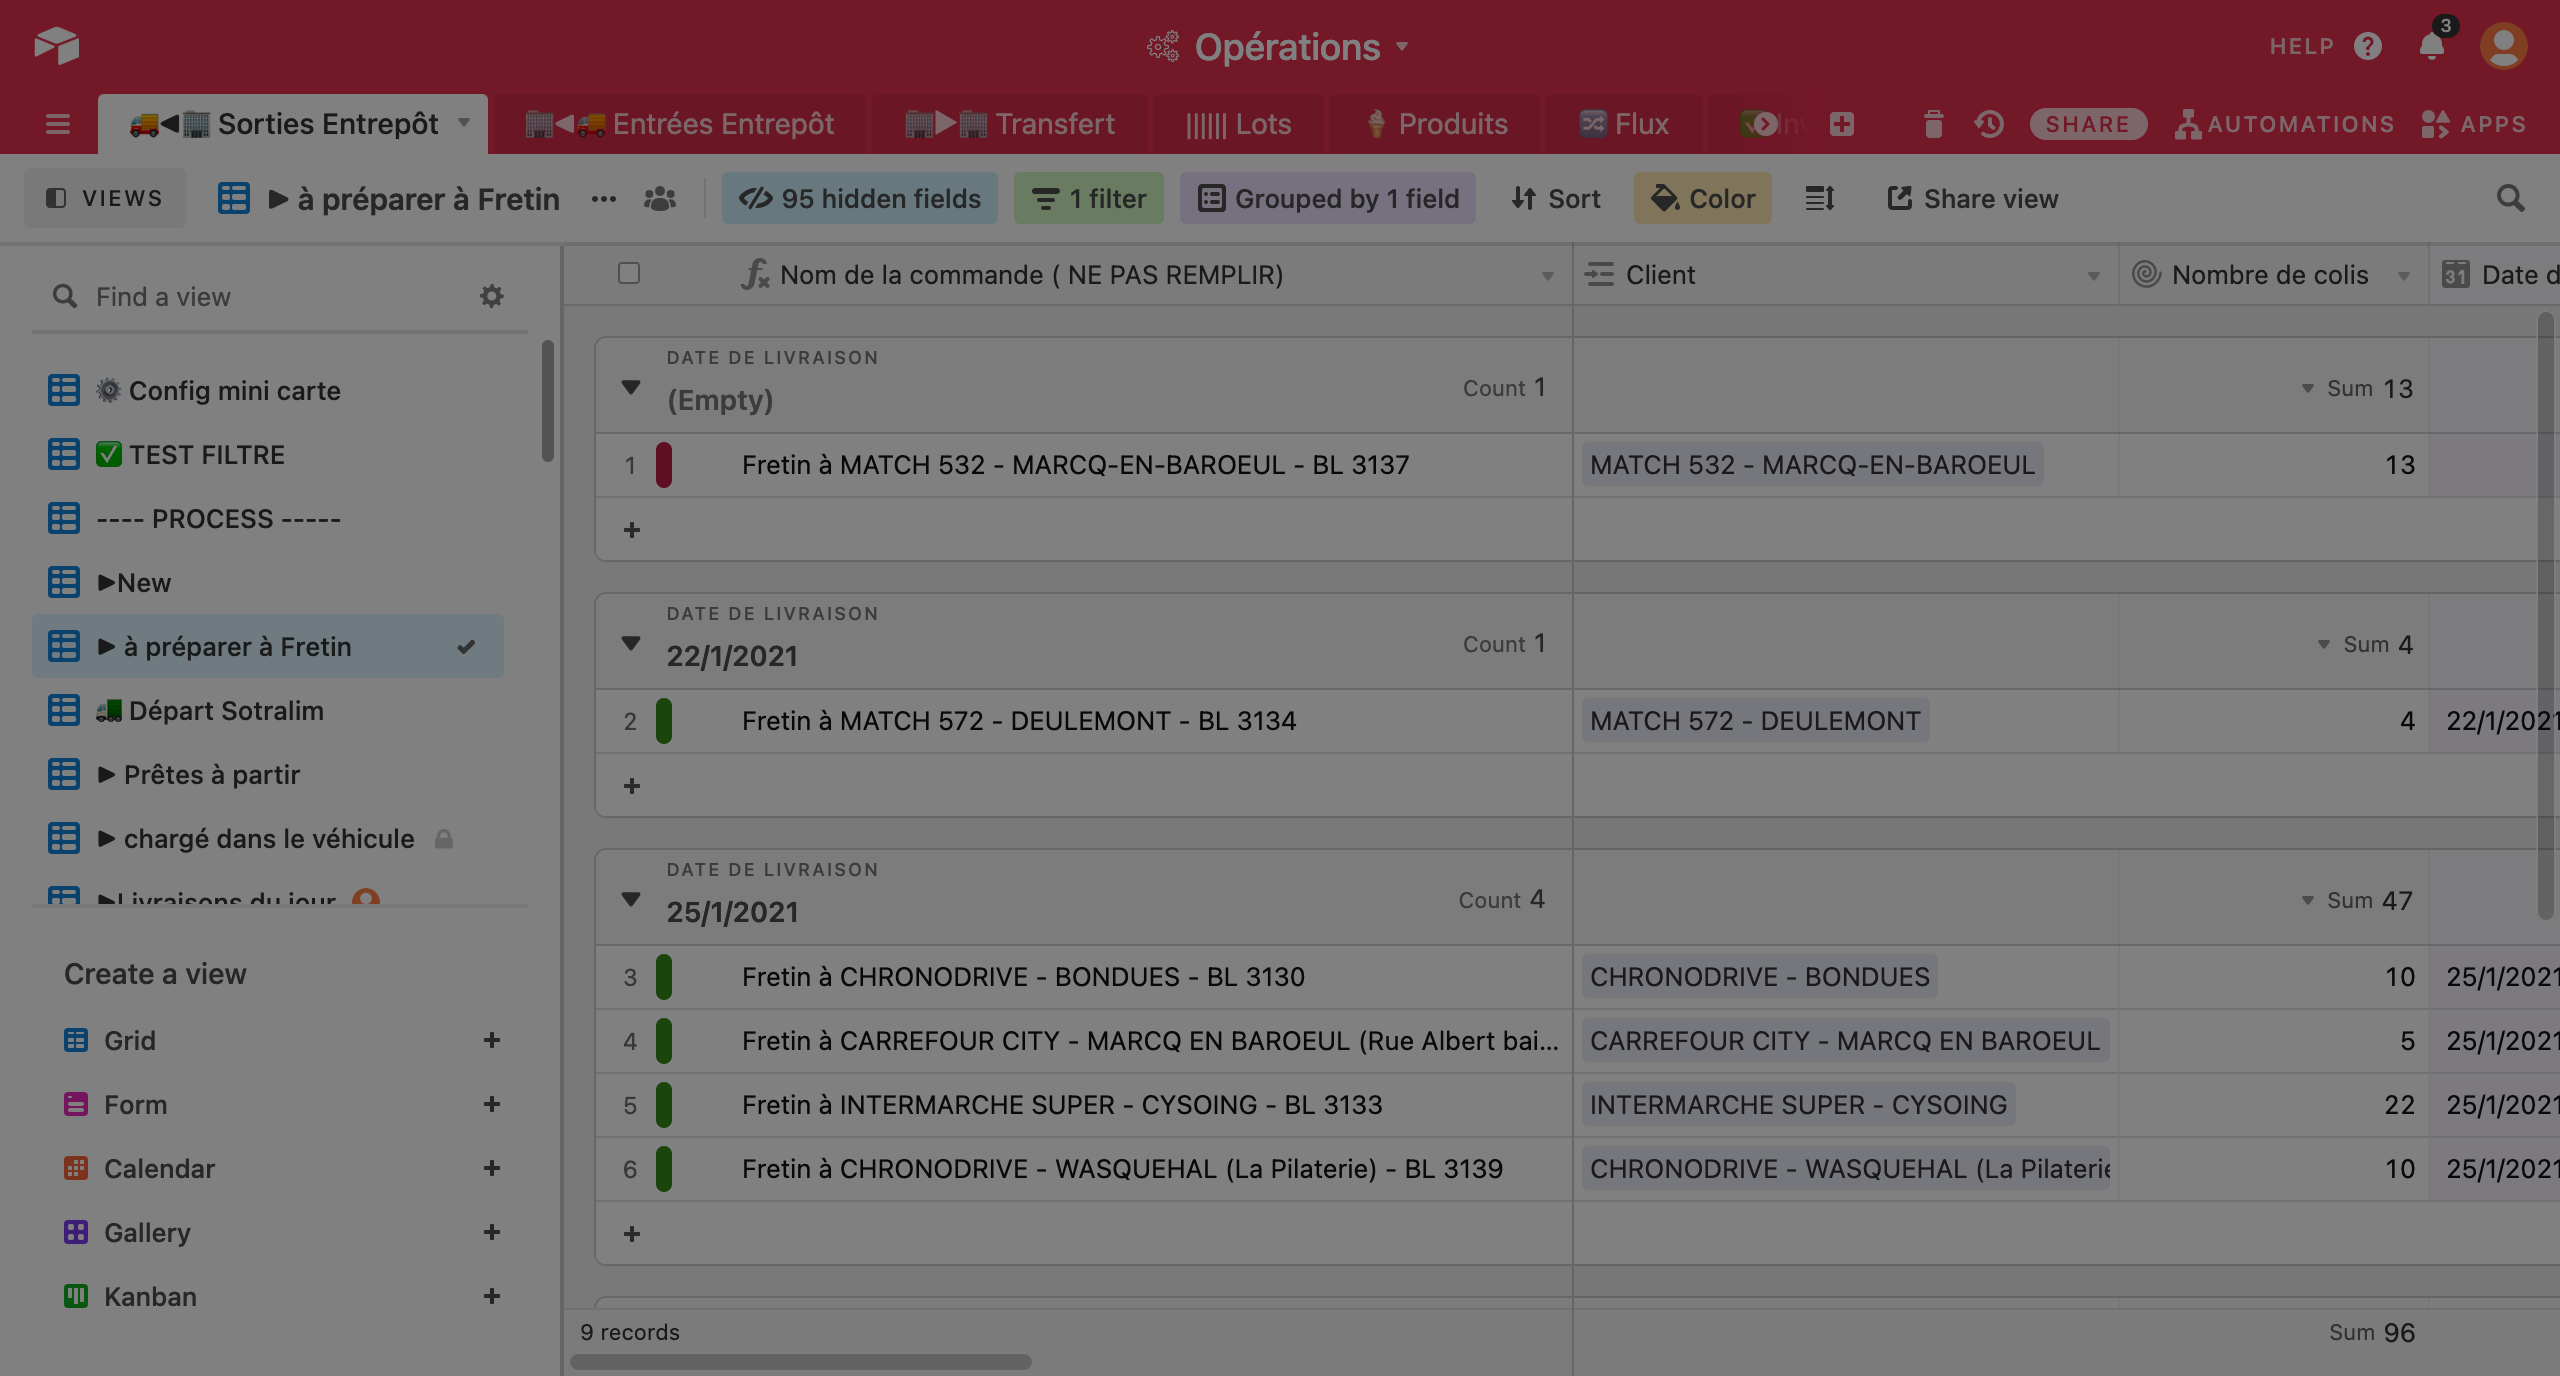 Opérations
HELP
3
Sorties Entrepôt
Entrées Entrepôt
Transfert
Lots
Produits
Flux
SHARE
AUTOMATIONS
APPS
VIEWS
à préparer à Fretin
95 hidden fields
1 filter
Grouped by 1 field
Sort
Color
Share view
Find a view
Config mini carte
TEST FILTRE
---- PROCESS -----
New
à préparer à Fretin
Départ Sotralim
Prêtes à partir
chargé dans le véhicule
Livraisons du jour
Create a view
Grid
Form
Calendar
Gallery
Kanban
Nom de la commande ( NE PAS REMPLIR)
Client
Nombre de colis
31 Date d
DATE DE LIVRAISON
(Empty)
Count 1
Sum 13
1 Fretin à MATCH 532 - MARCQ-EN-BAROEUL - BL 3137
MATCH 532 - MARCQ-EN-BAROEUL
13
DATE DE LIVRAISON
22/1/2021
Count 1
Sum 4
2 Fretin à MATCH 572 - DEULEMONT - BL 3134
MATCH 572 - DEULEMONT
4
22/1/2021
DATE DE LIVRAISON
25/1/2021
Count 4
Sum 47
3 Fretin à CHRONODRIVE - BONDUES - BL 3130
CHRONODRIVE - BONDUES
10
25/1/2021
4 Fretin à CARREFOUR CITY - MARCQ EN BAROEUL (Rue Albert bai...
CARREFOUR CITY - MARCQ EN BAROEUL
5
25/1/2021
5 Fretin à INTERMARCHE SUPER - CYSOING - BL 3133
INTERMARCHE SUPER - CYSOING
22
25/1/2021
6 Fretin à CHRONODRIVE - WASQUEHAL (La Pilaterie) - BL 3139
CHRONODRIVE - WASQUEHAL (La Pilaterie
10
25/1/2021
9 records
Sum 96